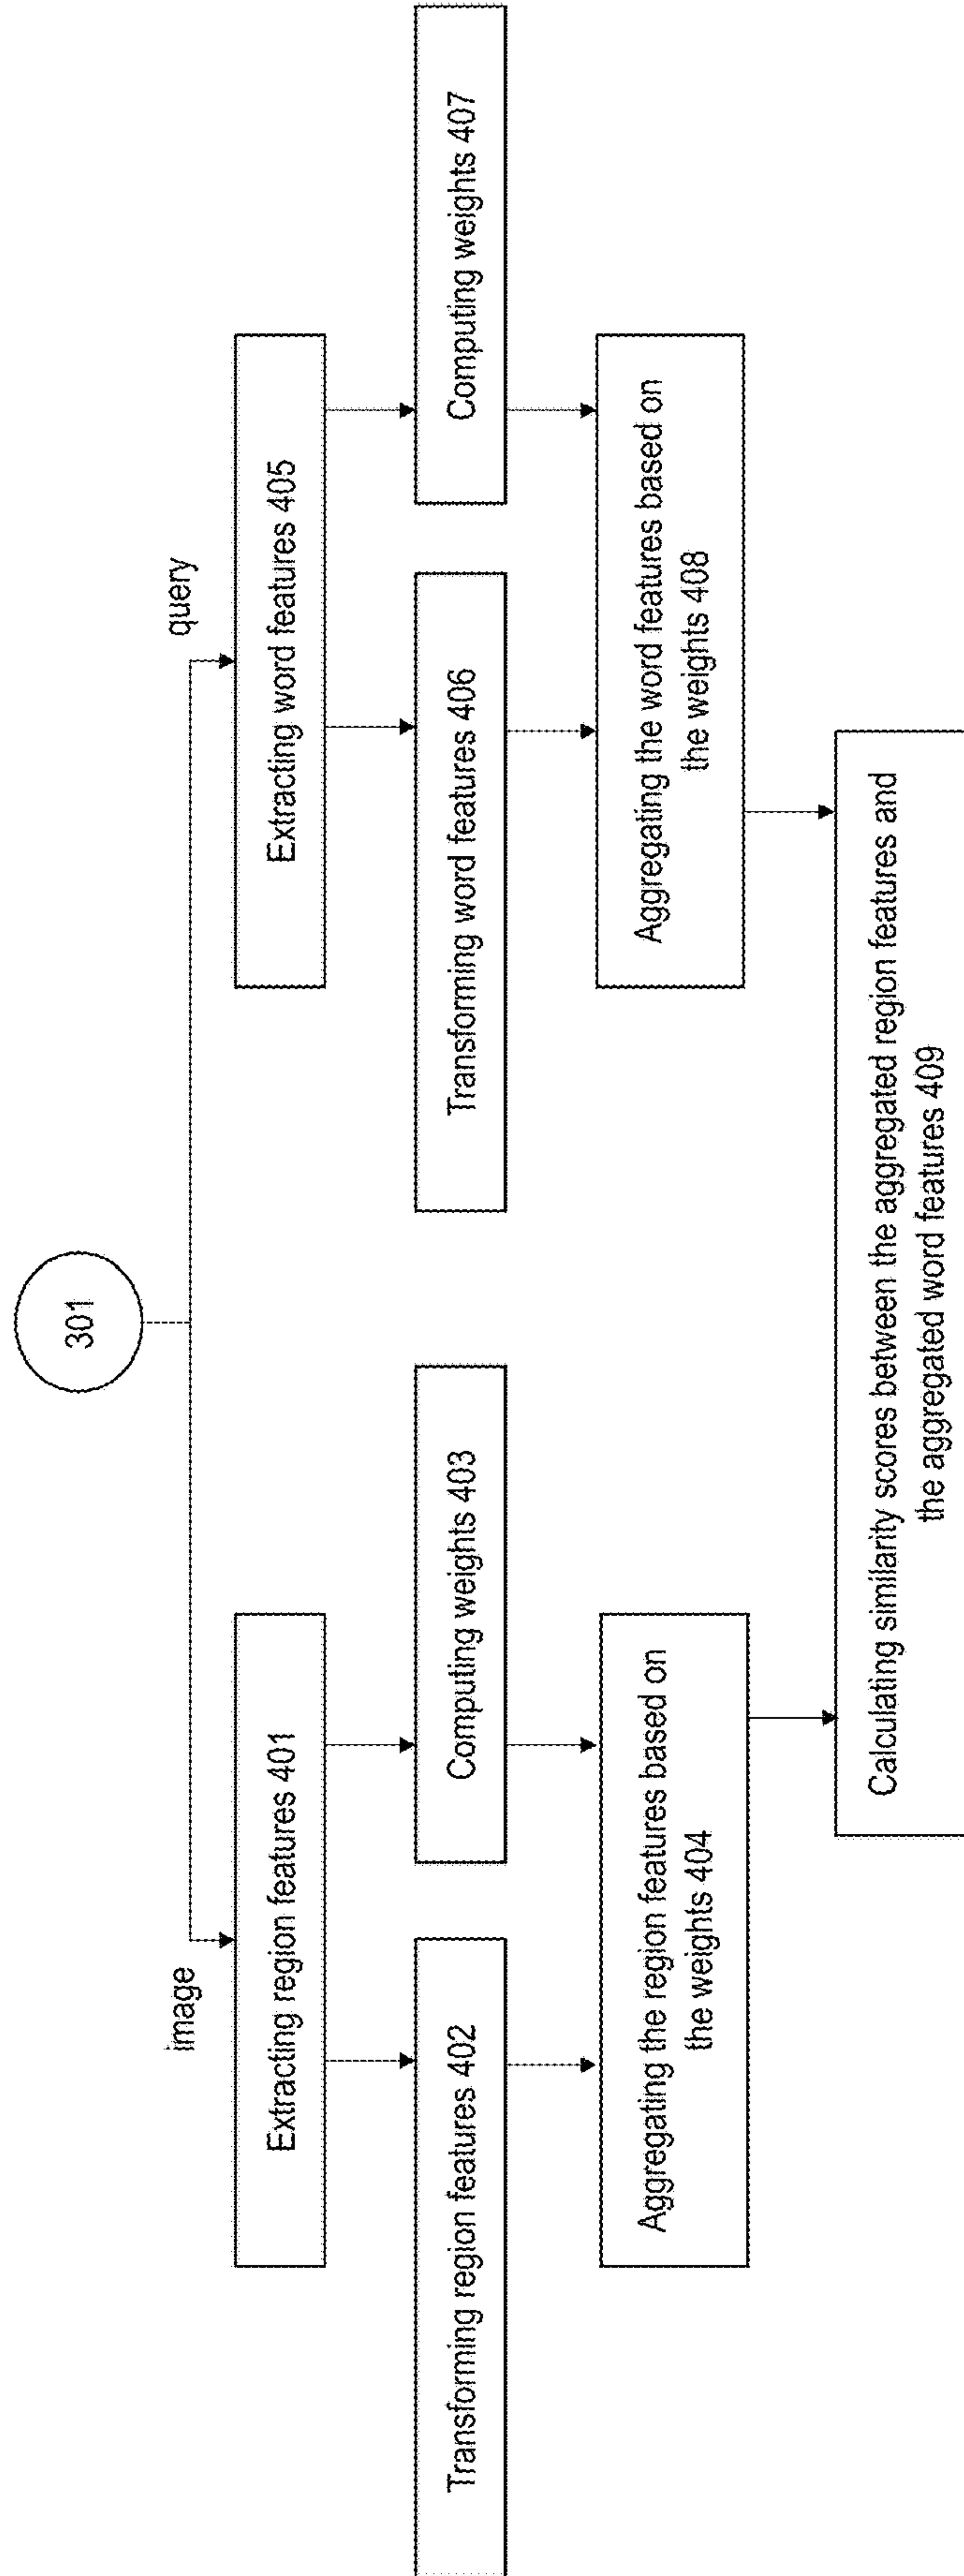 301
image
query
Extracting region features 401
Extracting word features 405
Transforming region features 402
Computing weights 403
Transforming word features 406
Computing weights 407
Aggregating the region features based on
the weights 404
Aggregating the word features based on
the weights 408
Calculating similarity scores between the aggregated region features and
the aggregated word features 409